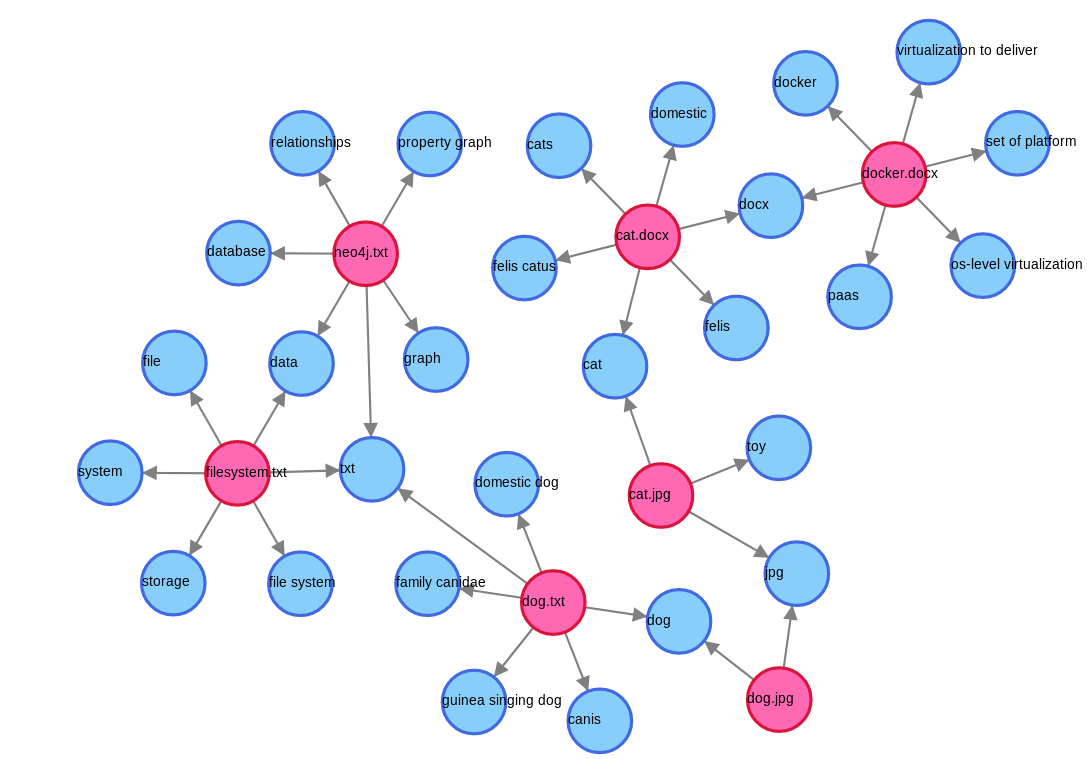 virtualization to deliver
docker
domestic
relationships
property graph
cats
set of platform
docker.docx
docx
cat.docx
database
neo4j.txt
felis catus
os-level virtualization
paas
felis
file
data
graph
cat
toy
system
filesystem.txt
txt
domestic dog
cat.jpg
jpg
storage
file system
family canidae
dog.txt
dog
guinea singing dog
canis
dog.jpg